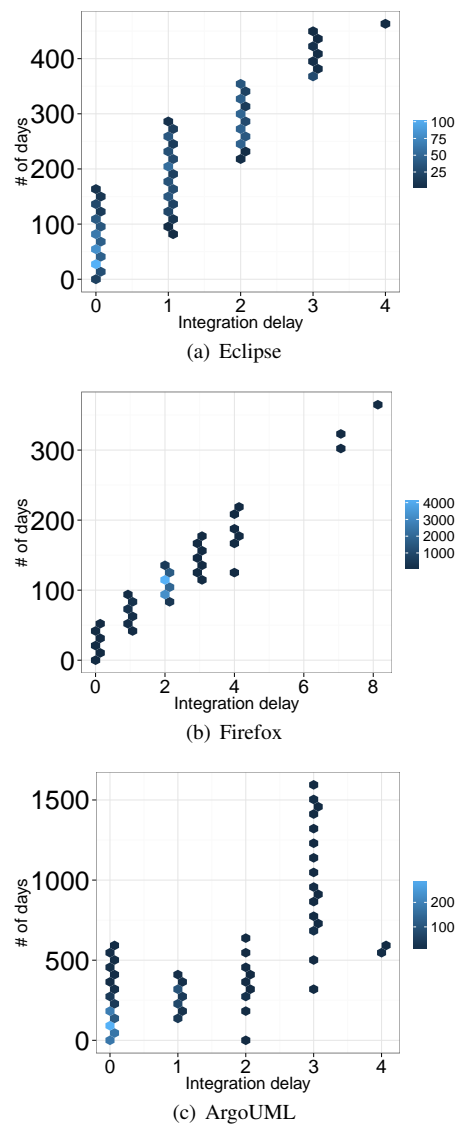 # of days
400
300
200
100
0
0 1 2 3 4
Integration delay
100
75
50
25
(a) Eclipse
# of days
300
200
100
0
0 2 4 6 8
Integration delay
4000
3000
2000
1000
(b) Firefox
# of days
1500
1000
500
0
0 1 2 3 4
Integration delay
200
100
(c) ArgoUML